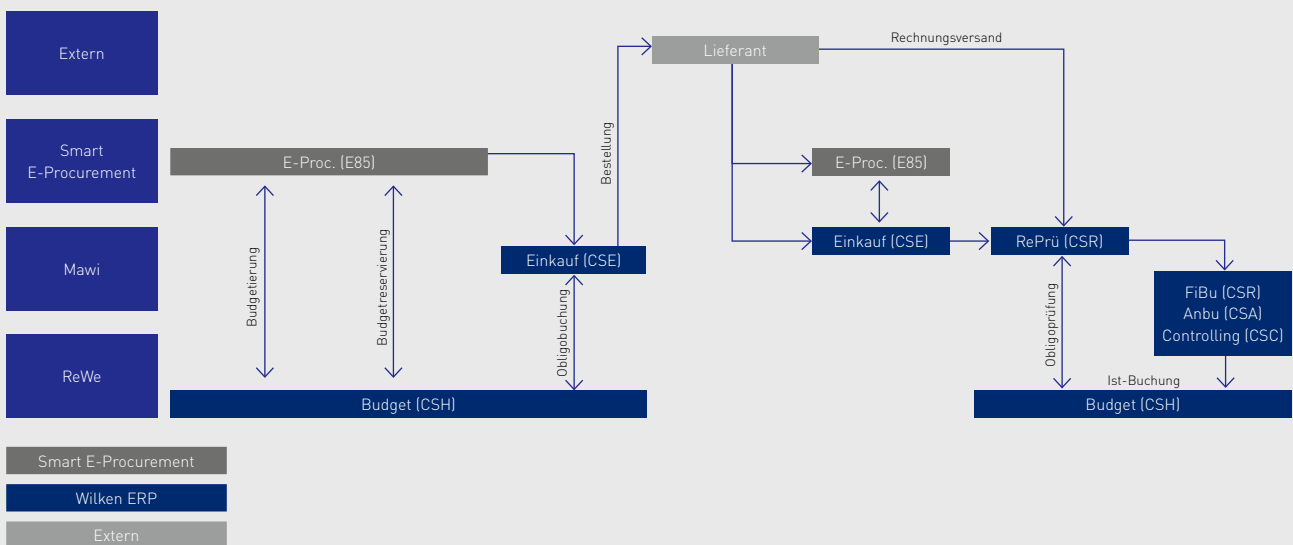 Extern
Lieferant
Rechnungsversand
Smart
E-Procurement
E-Proc. (E85)
Bestellung
E-Proc. (E85)
Mawi
Budgetierung
Budgetreservierung
Einkauf (CSE)
Einkauf (CSE)
RePrü (CSR)
FiBu (CSR)
Anbu (CSA)
Controlling (CSC)
Obligobuchung
Obligoprüfung
ReWe
Ist-Buchung
Budget (CSH)
Budget (CSH)
Smart E-Procurement
Wilken ERP
Extern